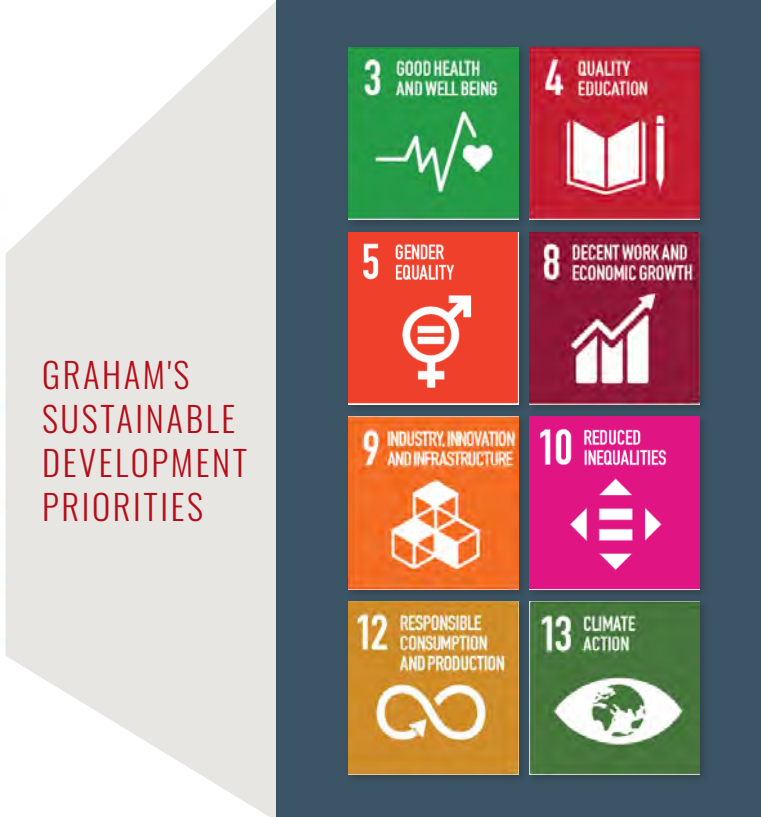 GRAHAM'S
SUSTAINABLE
DEVELOPMENT
PRIORITIES
3 GOOD HEALTH
AND WELL BEING
4 QUALITY
EDUCATION
5 GENDER
EQUALITY
8 DECENT WORK AND
ECONOMIC GROWTH
9 INDUSTRY, INNOVATION
AND INFRASTRUCTURE
10 REDUCED
INEQUALITIES
12 RESPONSIBLE
CONSUMPTION
AND PRODUCTION
13 CLIMATE
ACTION